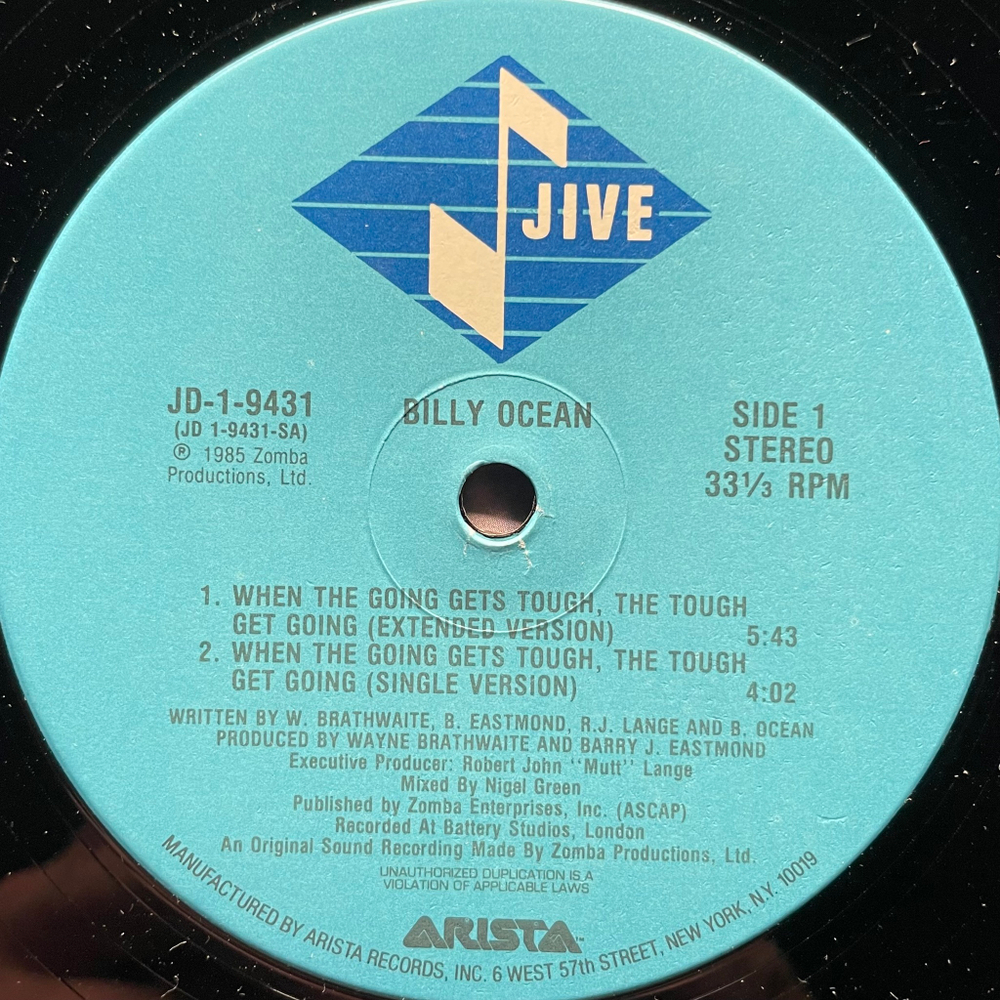 JIVE
JD-1-9431
(JD 1-9431-SA)
℗ 1985 Zomba
Productions, Ltd.
BILLY OCEAN
SIDE 1
STEREO
33⅓ RPM
1. WHEN THE GOING GETS TOUGH, THE TOUGH
GET GOING (EXTENDED VERSION) 5:43
2. WHEN THE GOING GETS TOUGH, THE TOUGH
GET GOING (SINGLE VERSION) 4:02
WRITTEN BY W. BRATHWAITE, B. EASTMOND, R.J. LANGE AND B. OCEAN
PRODUCED BY WAYNE BRATHWAITE AND BARRY J. EASTMOND
Executive Producer: Robert John "Mutt" Lange
Mixed By Nigel Green
Published by Zomba Enterprises, Inc. (ASCAP)
Recorded At Battery Studios, London
An Original Sound Recording Made By Zomba Productions, Ltd.
UNAUTHORIZED DUPLICATION IS A
VIOLATION OF APPLICABLE LAWS
ARISTA™
MANUFACTURED BY ARISTA RECORDS, INC. 6 WEST 57th STREET, NEW YORK, N.Y. 10019